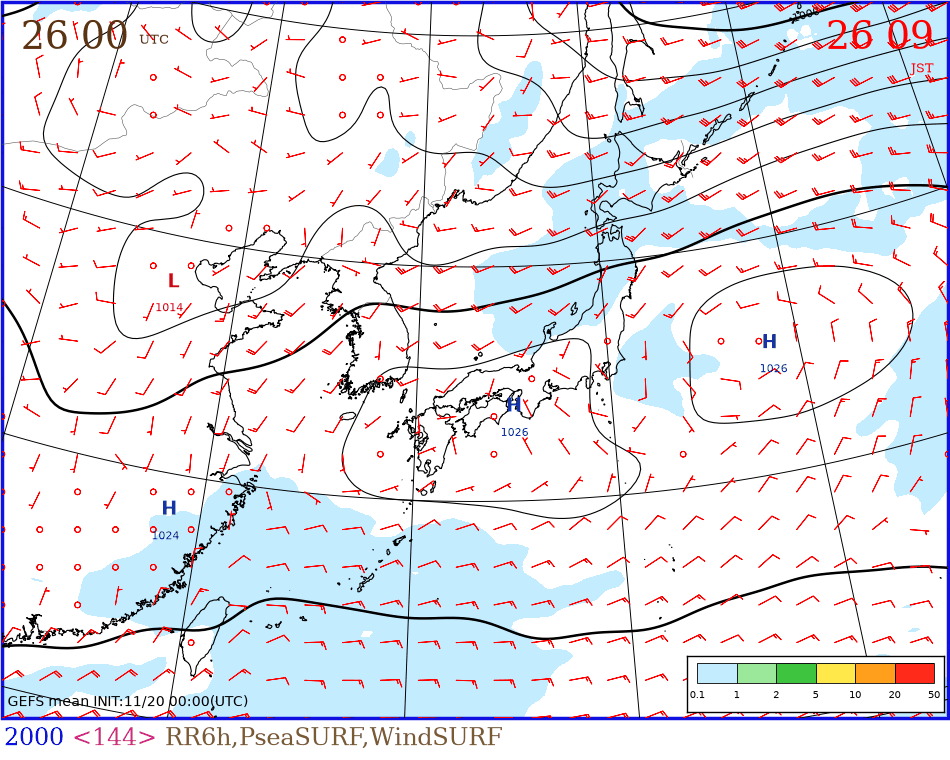 26 00 UTC
26 09
JST
L
1014
H
1026
H
1026
H
1024
GEFS mean INIT:11/20 00:00(UTC)
0.1 1 2 5 10 20 50
2000 <144> RR6h,PseaSURF,WindSURF